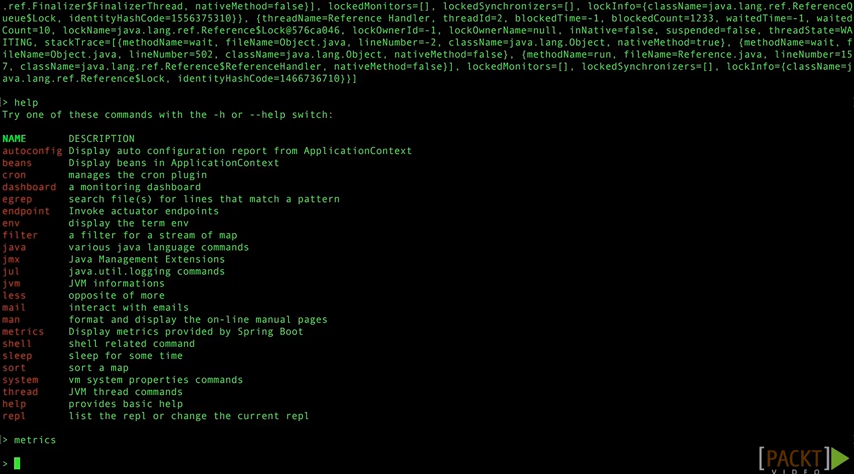 .ref.Finalizer$FinalizerThread, nativeMethod=false}], lockedMonitors=[], lockedSynchronizers=[], lockInfo={className=java.lang.ref.ReferenceQ
ueue$Lock, identityHashCode=1556375310}}, {threadName=Reference Handler, threadId=2, blockedTime=-1, blockedCount=1233, waitedTime=-1, waited
Count=10, lockName=java.lang.ref.Reference$Lock@576ca046, lockOwnerId=-1, lockOwnerName=null, inNative=false, suspended=false, threadState=WA
ITING, stackTrace=[{methodName=wait, fileName=Object.java, lineNumber=-2, className=java.lang.Object, nativeMethod=true}, {methodName=wait, f
ileName=Object.java, lineNumber=502, className=java.lang.Object, nativeMethod=false}, {methodName=run, fileName=Reference.java, lineNumber=15
7, className=java.lang.ref.Reference$ReferenceHandler, nativeMethod=false}], lockedMonitors=[], lockedSynchronizers=[], lockInfo={className=j
ava.lang.ref.Reference$Lock, identityHashCode=1466736710}}]
> help
Try one of these commands with the -h or --help switch:
NAME DESCRIPTION
autoconfig Display auto configuration report from ApplicationContext
beans Display beans in ApplicationContext
cron manages the cron plugin
dashboard a monitoring dashboard
egrep search file(s) for lines that match a pattern
endpoint Invoke actuator endpoints
env display the term env
filter a filter for a stream of map
java various java language commands
jmx Java Management Extensions
jul java.util.logging commands
jvm JVM informations
less opposite of more
mail interact with emails
man format and display the on-line manual pages
metrics Display metrics provided by Spring Boot
shell shell related command
sleep sleep for some time
sort sort a map
system vm system properties commands
thread JVM thread commands
help provides basic help
repl list the repl or change the current repl
> metrics
>
[PACKT]
VIDEO